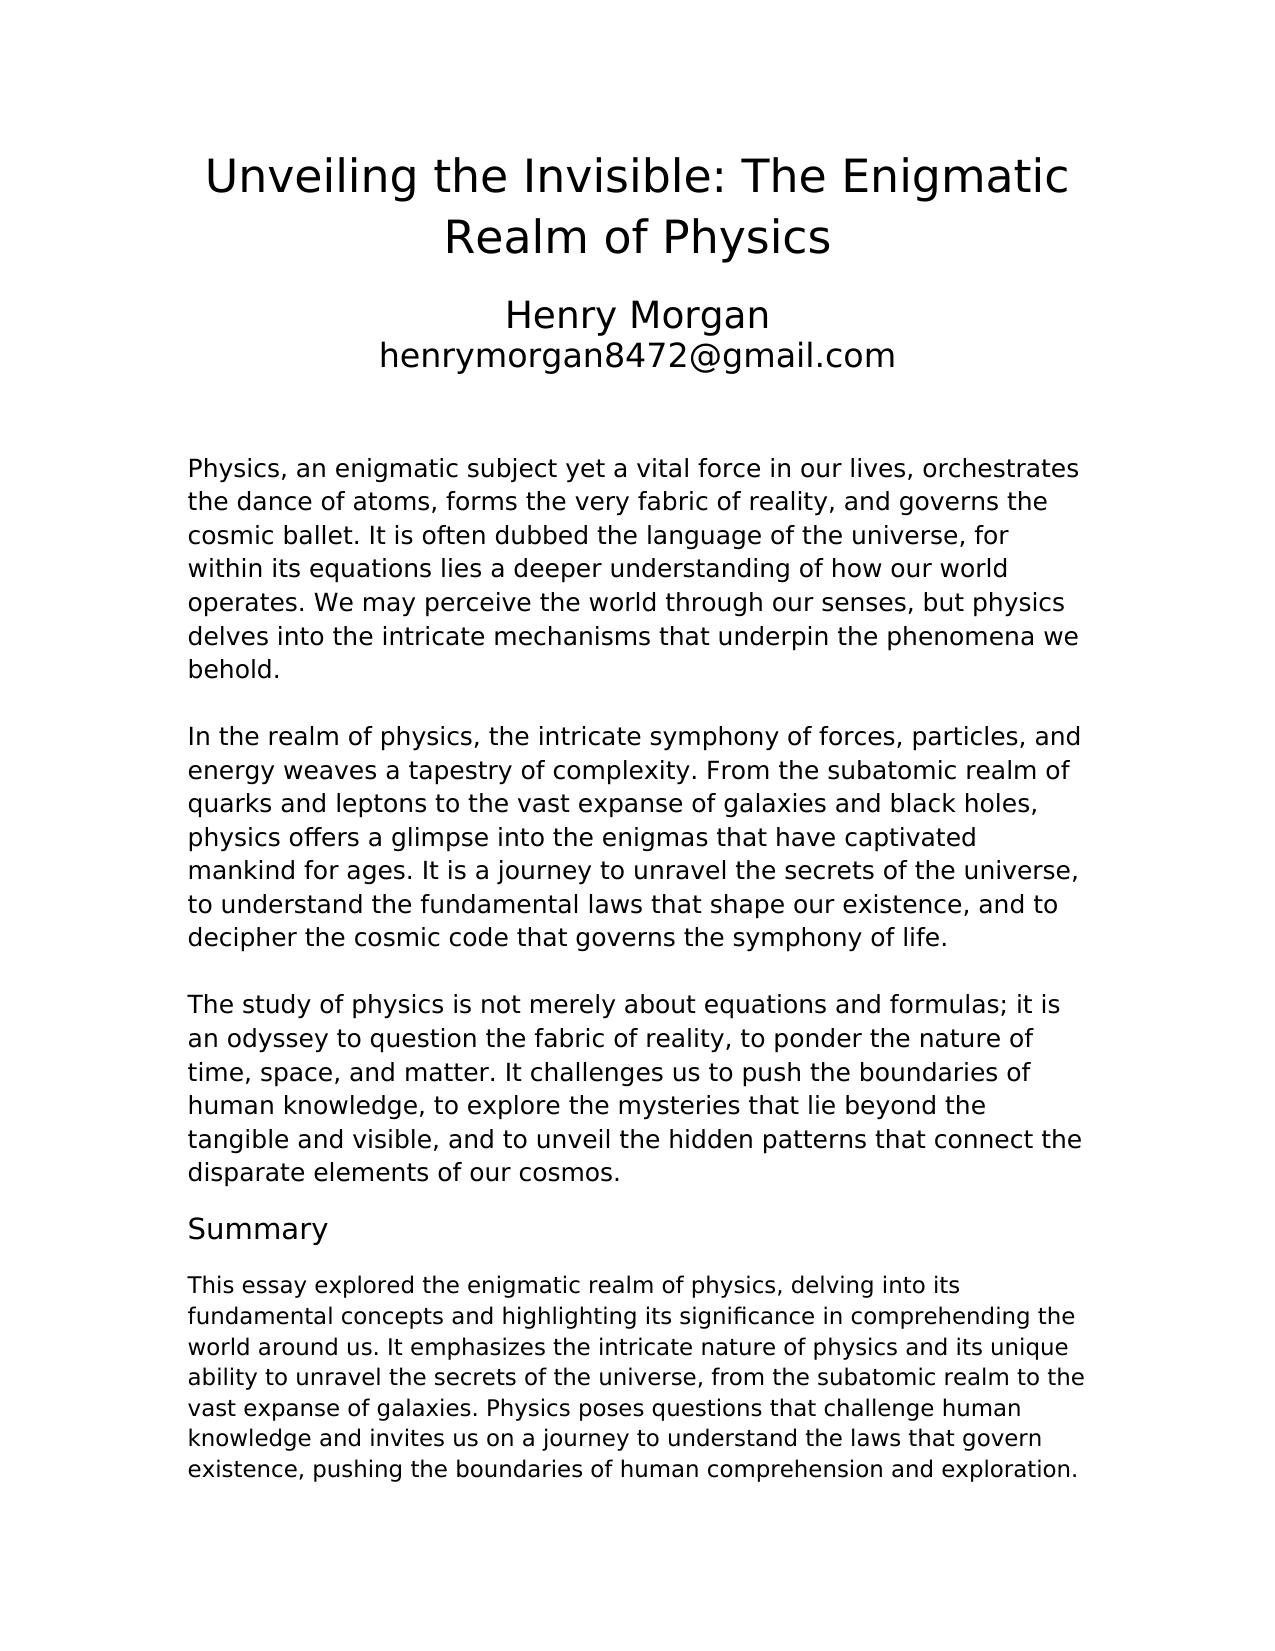 Unveiling the Invisible: The Enigmatic
Realm of Physics
Henry Morgan
henrymorgan8472@gmail.com
Physics, an enigmatic subject yet a vital force in our lives, orchestrates
the dance of atoms, forms the very fabric of reality, and governs the
cosmic ballet. It is often dubbed the language of the universe, for
within its equations lies a deeper understanding of how our world
operates. We may perceive the world through our senses, but physics
delves into the intricate mechanisms that underpin the phenomena we
behold.
In the realm of physics, the intricate symphony of forces, particles, and
energy weaves a tapestry of complexity. From the subatomic realm of
quarks and leptons to the vast expanse of galaxies and black holes,
physics offers a glimpse into the enigmas that have captivated
mankind for ages. It is a journey to unravel the secrets of the universe,
to understand the fundamental laws that shape our existence, and to
decipher the cosmic code that governs the symphony of life.
The study of physics is not merely about equations and formulas; it is
an odyssey to question the fabric of reality, to ponder the nature of
time, space, and matter. It challenges us to push the boundaries of
human knowledge, to explore the mysteries that lie beyond the
tangible and visible, and to unveil the hidden patterns that connect the
disparate elements of our cosmos.
Summary
This essay explored the enigmatic realm of physics, delving into its
fundamental concepts and highlighting its significance in comprehending the
world around us. It emphasizes the intricate nature of physics and its unique
ability to unravel the secrets of the universe, from the subatomic realm to the
vast expanse of galaxies. Physics poses questions that challenge human
knowledge and invites us on a journey to understand the laws that govern
existence, pushing the boundaries of human comprehension and exploration.